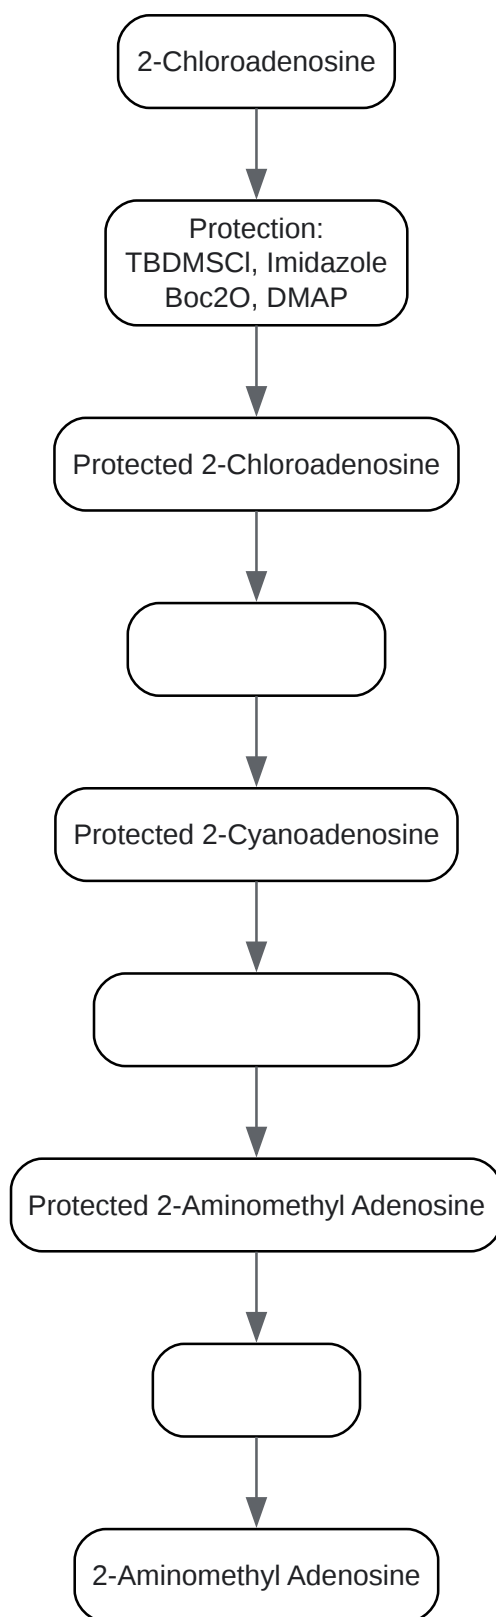 2-Chloroadenosine
Protection:
TBDMSCl, Imidazole
Boc2O, DMAP
Protected 2-Chloroadenosine
Protected 2-Cyanoadenosine
Protected 2-Aminomethyl Adenosine
2-Aminomethyl Adenosine